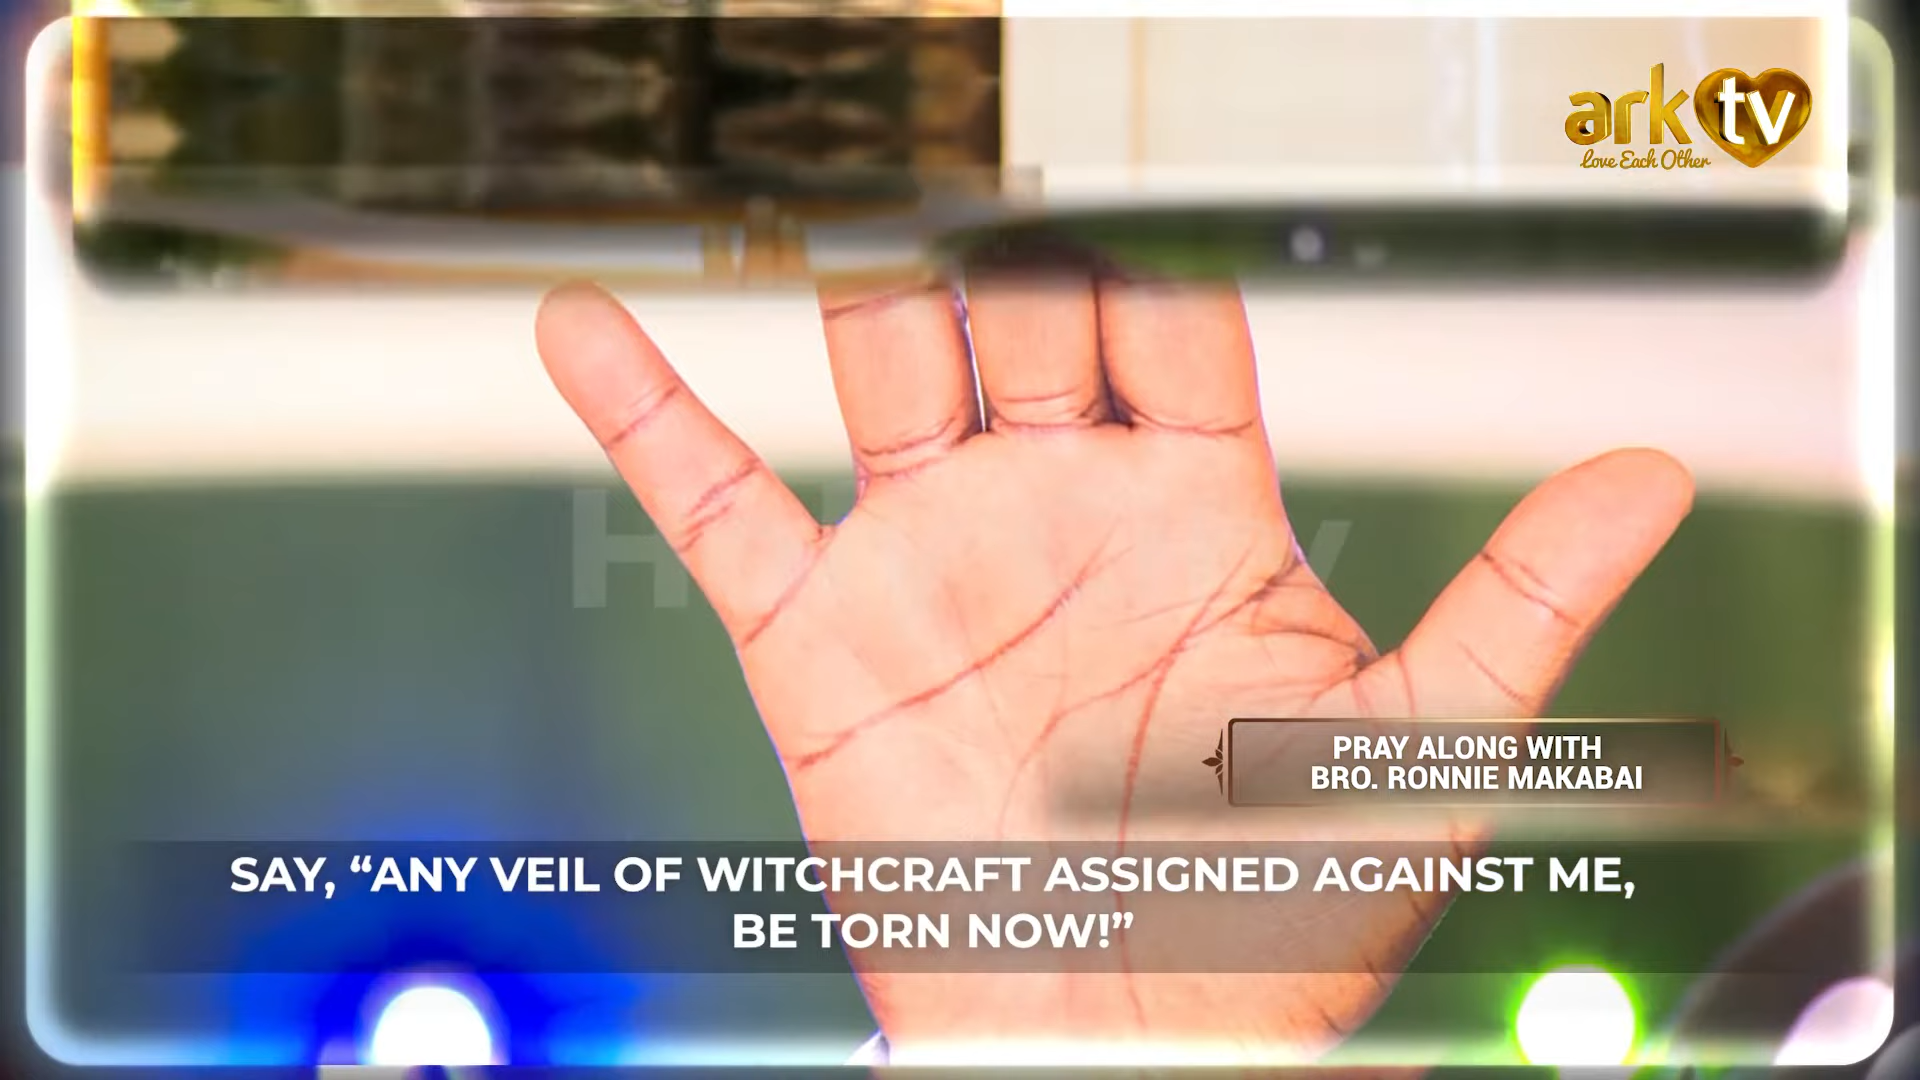 ark tv
Love Each Other
PRAY ALONG WITH
BRO. RONNIE MAKABAI
SAY, “ANY VEIL OF WITCHCRAFT ASSIGNED AGAINST ME,
BE TORN NOW!”